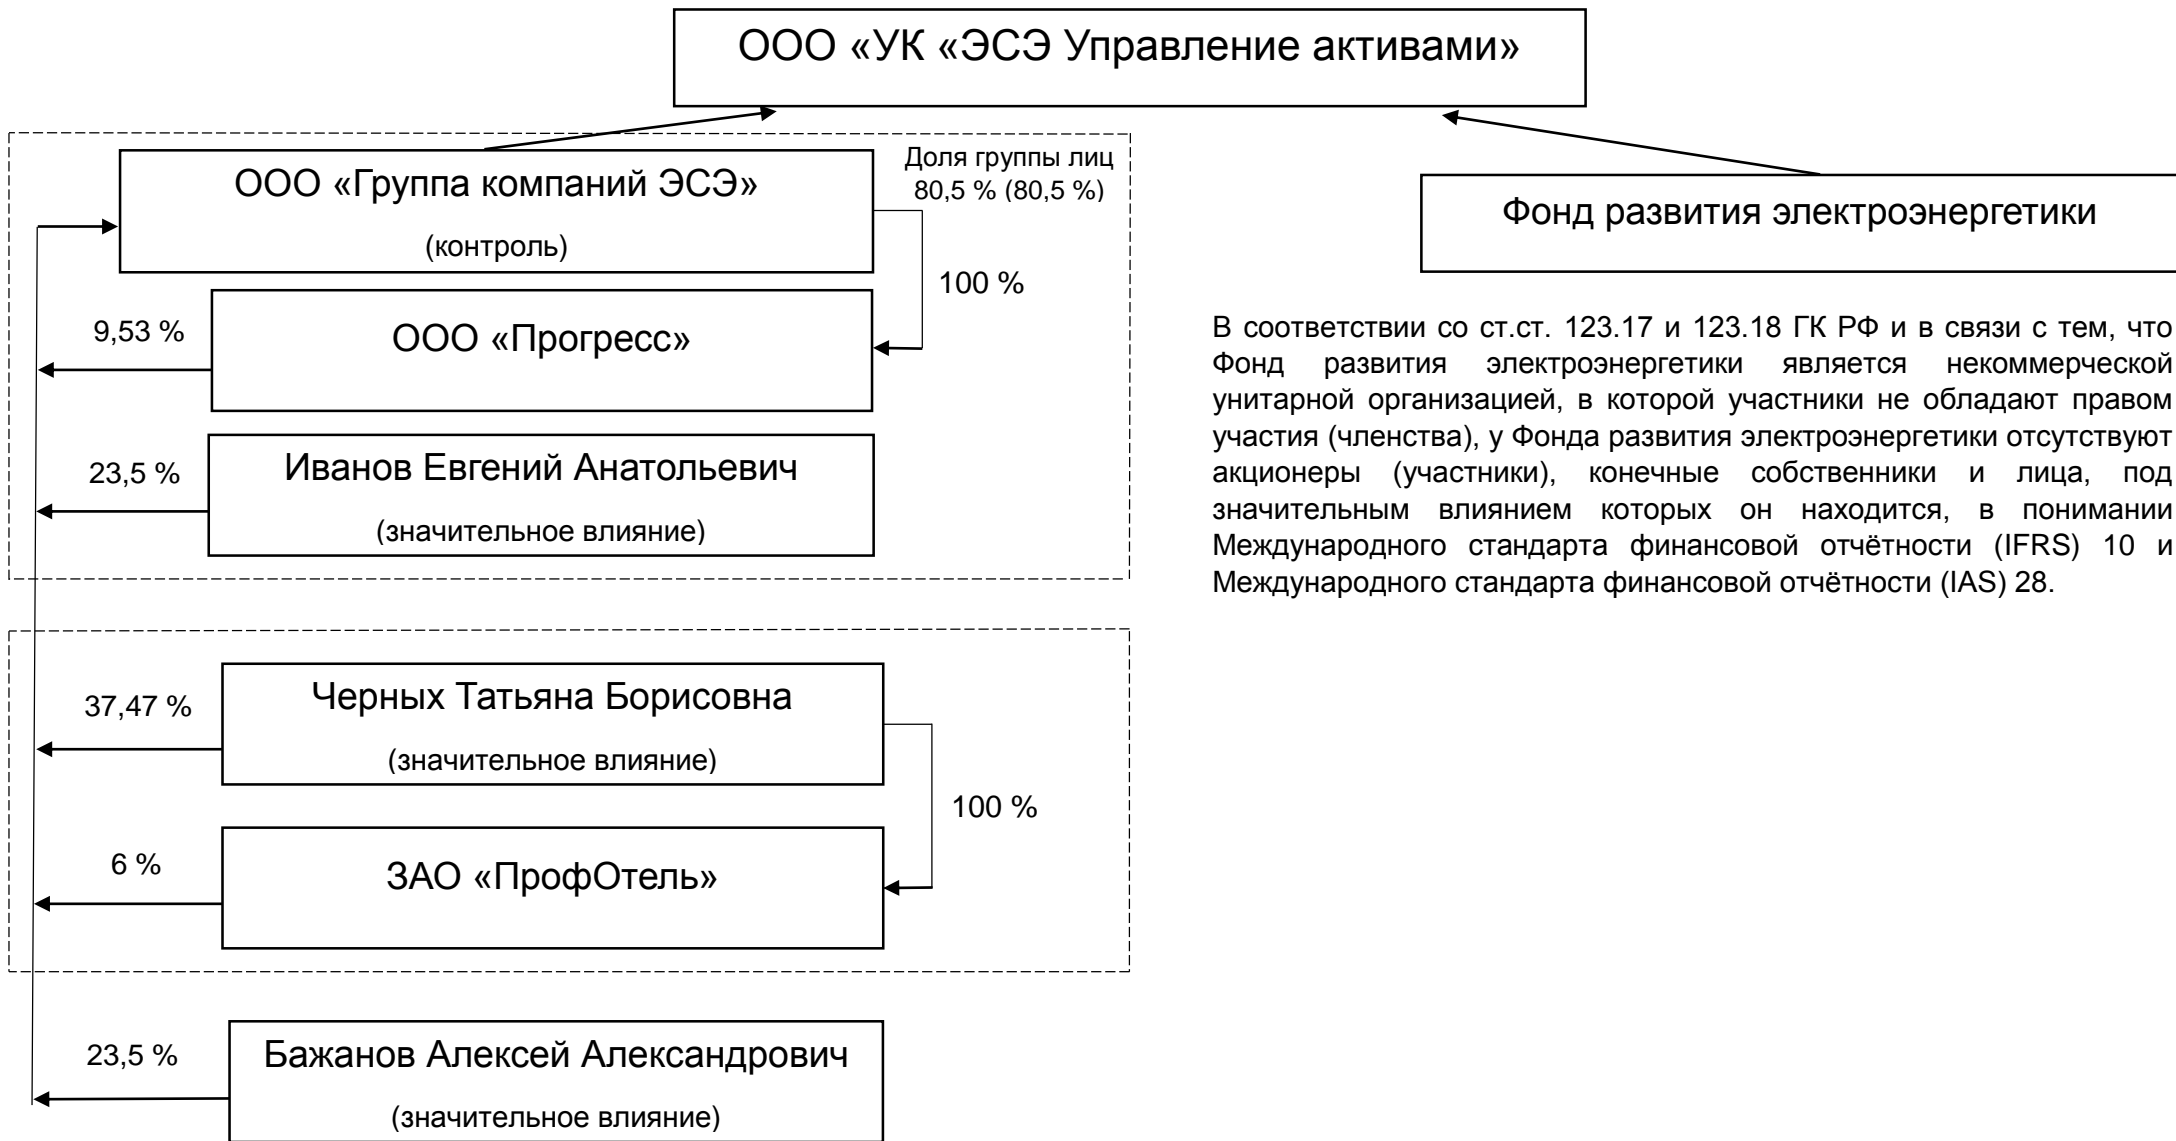 ООО «УК «ЭСЭ Управление активами»
ООО «Группа компаний ЭСЭ»
(контроль)
Доля группы лиц
80,5 % (80,5 %)
100 %
9,53 %
ООО «Прогресс»
23,5 %
Иванов Евгений Анатольевич
(значительное влияние)
Фонд развития электроэнергетики
В соответствии со ст.ст. 123.17 и 123.18 ГК РФ и в связи с тем, что
Фонд развития электроэнергетики является некоммерческой
унитарной организацией, в которой участники не обладают правом
участия (членства), у Фонда развития электроэнергетики отсутствуют
акционеры (участники), конечные собственники и лица, под
значительным влиянием которых он находится, в понимании
Международного стандарта финансовой отчётности (IFRS) 10 и
Международного стандарта финансовой отчётности (IAS) 28.
37,47 %
Черных Татьяна Борисовна
(значительное влияние)
100 %
6 %
ЗАО «ПрофОтель»
23,5 %
Бажанов Алексей Александрович
(значительное влияние)